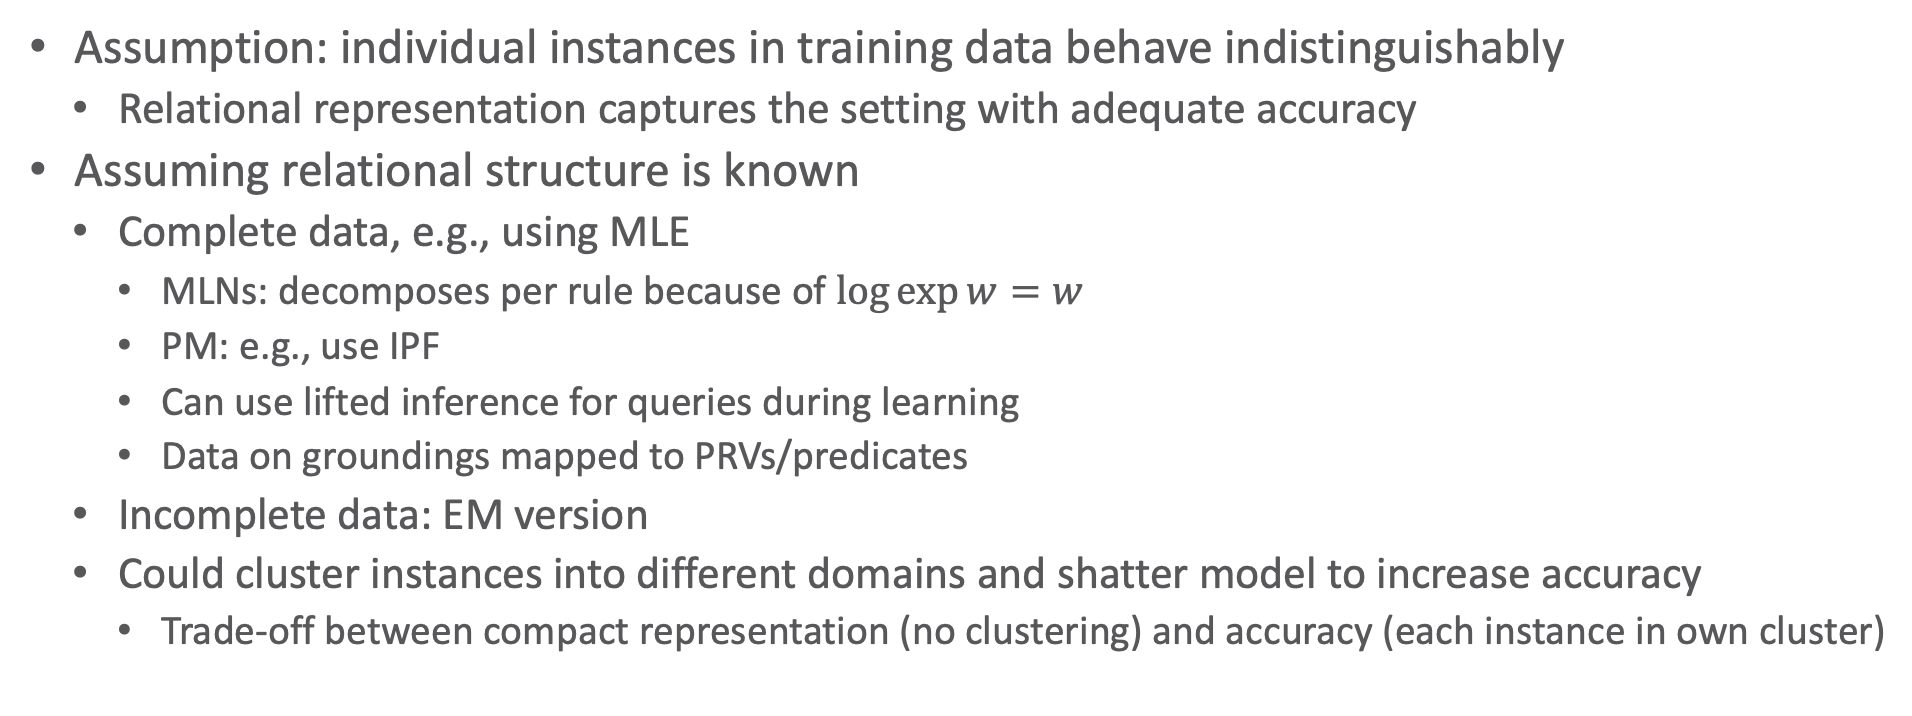 • Assumption: individual instances in training data behave indistinguishably
• Relational representation captures the setting with adequate accuracy
• Assuming relational structure is known
• Complete data, e.g., using MLE
• MLNs: decomposes per rule because of log exp 𝑤 = 𝑤
• PM: e.g., use IPF
• Can use lifted inference for queries during learning
• Data on groundings mapped to PRVs/predicates
• Incomplete data: EM version
• Could cluster instances into different domains and shatter model to increase accuracy
• Trade-off between compact representation (no clustering) and accuracy (each instance in own cluster)